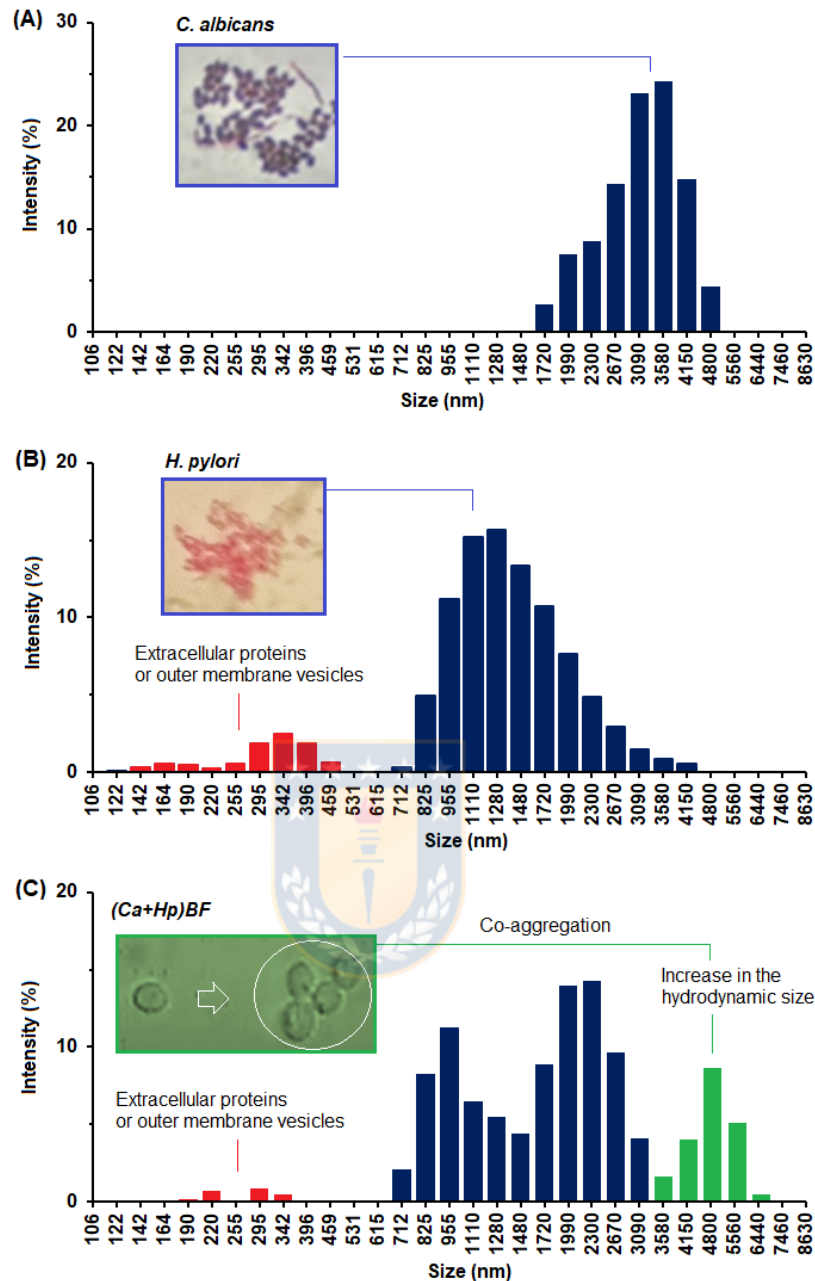 (A)
C. albicans
30
20
10
0
Intensity (%)
106 122 142 164 190 220 255 295 342 396 459 531 615 712 825 955 1110 1280 1480 1720 1990 2300 2670 3090 3580 4150 4800 5560 6440 7460 8630
Size (nm)
(B)
H. pylori
20
10
0
Intensity (%)
Extracellular proteins
or outer membrane vesicles
106 122 142 164 190 220 255 295 342 396 459 531 615 712 825 955 1110 1280 1480 1720 1990 2300 2670 3090 3580 4150 4800 5560 6440 7460 8630
Size (nm)
(C)
(Ca+Hp)BF
20
10
0
Intensity (%)
Co-aggregation
Increase in the
hydrodynamic size
Extracellular proteins
or outer membrane vesicles
106 122 142 164 190 220 255 295 342 396 459 531 615 712 825 955 1110 1280 1480 1720 1990 2300 2670 3090 3580 4150 4800 5560 6440 7460 8630
Size (nm)